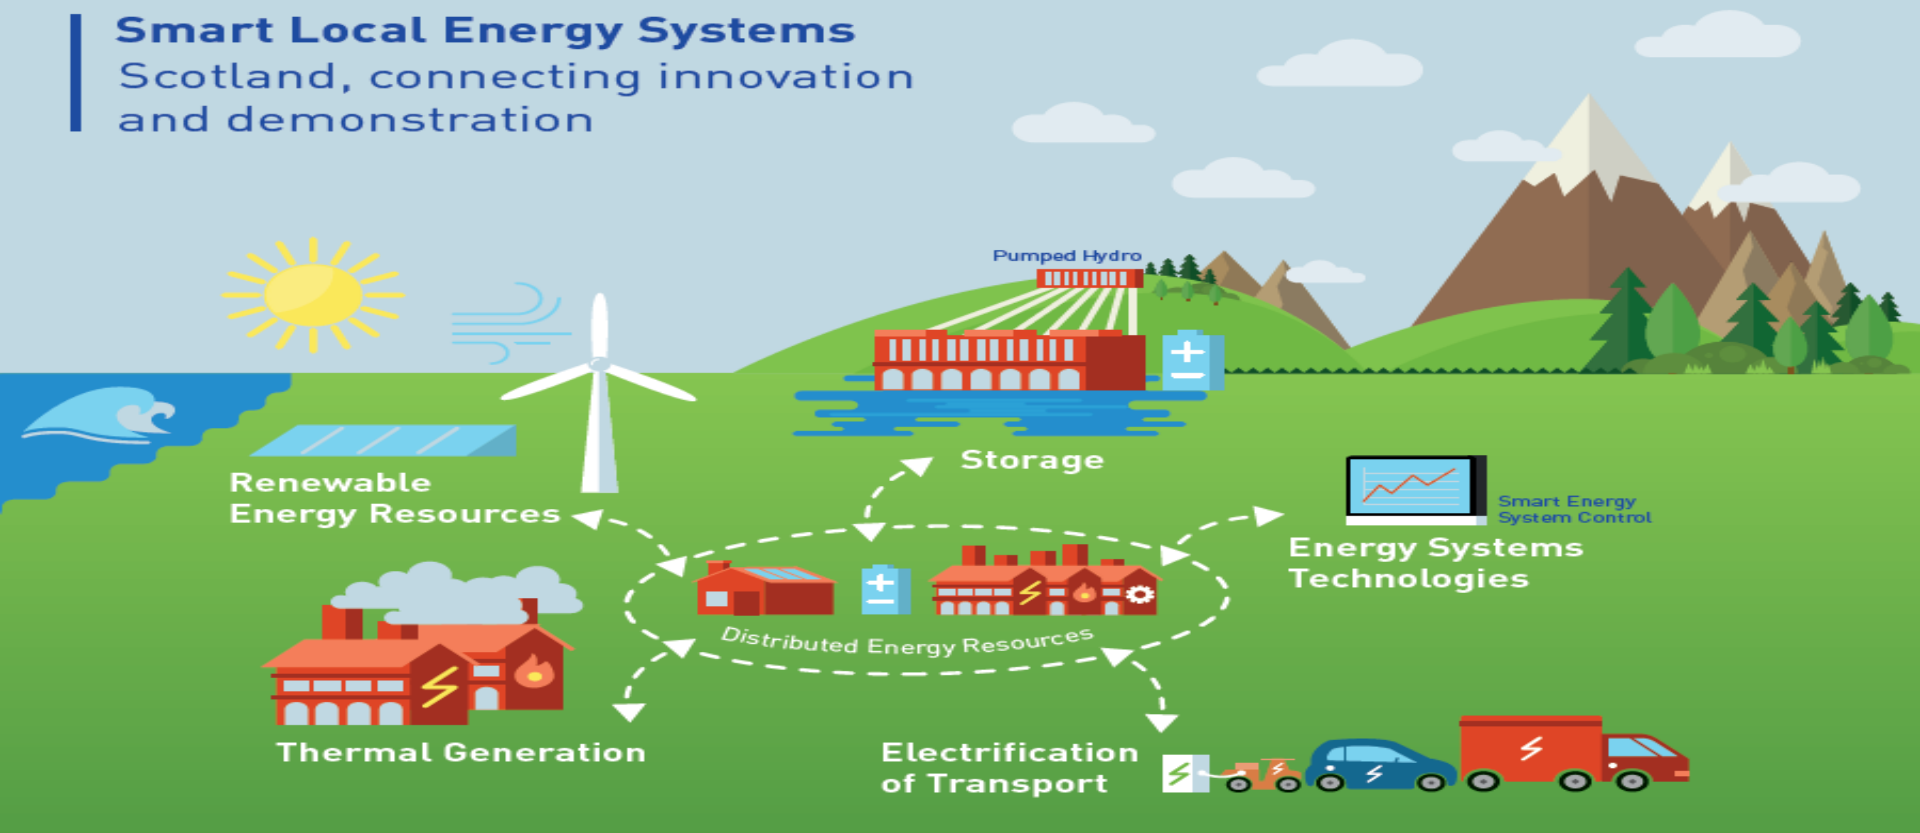 Smart Local Energy Systems
Scotland, connecting innovation
and demonstration
Pumped Hydro
Storage
Renewable
Energy Resources
Smart Energy
System Control
Energy Systems
Technologies
Distributed Energy Resources
Thermal Generation
Electrification
of Transport